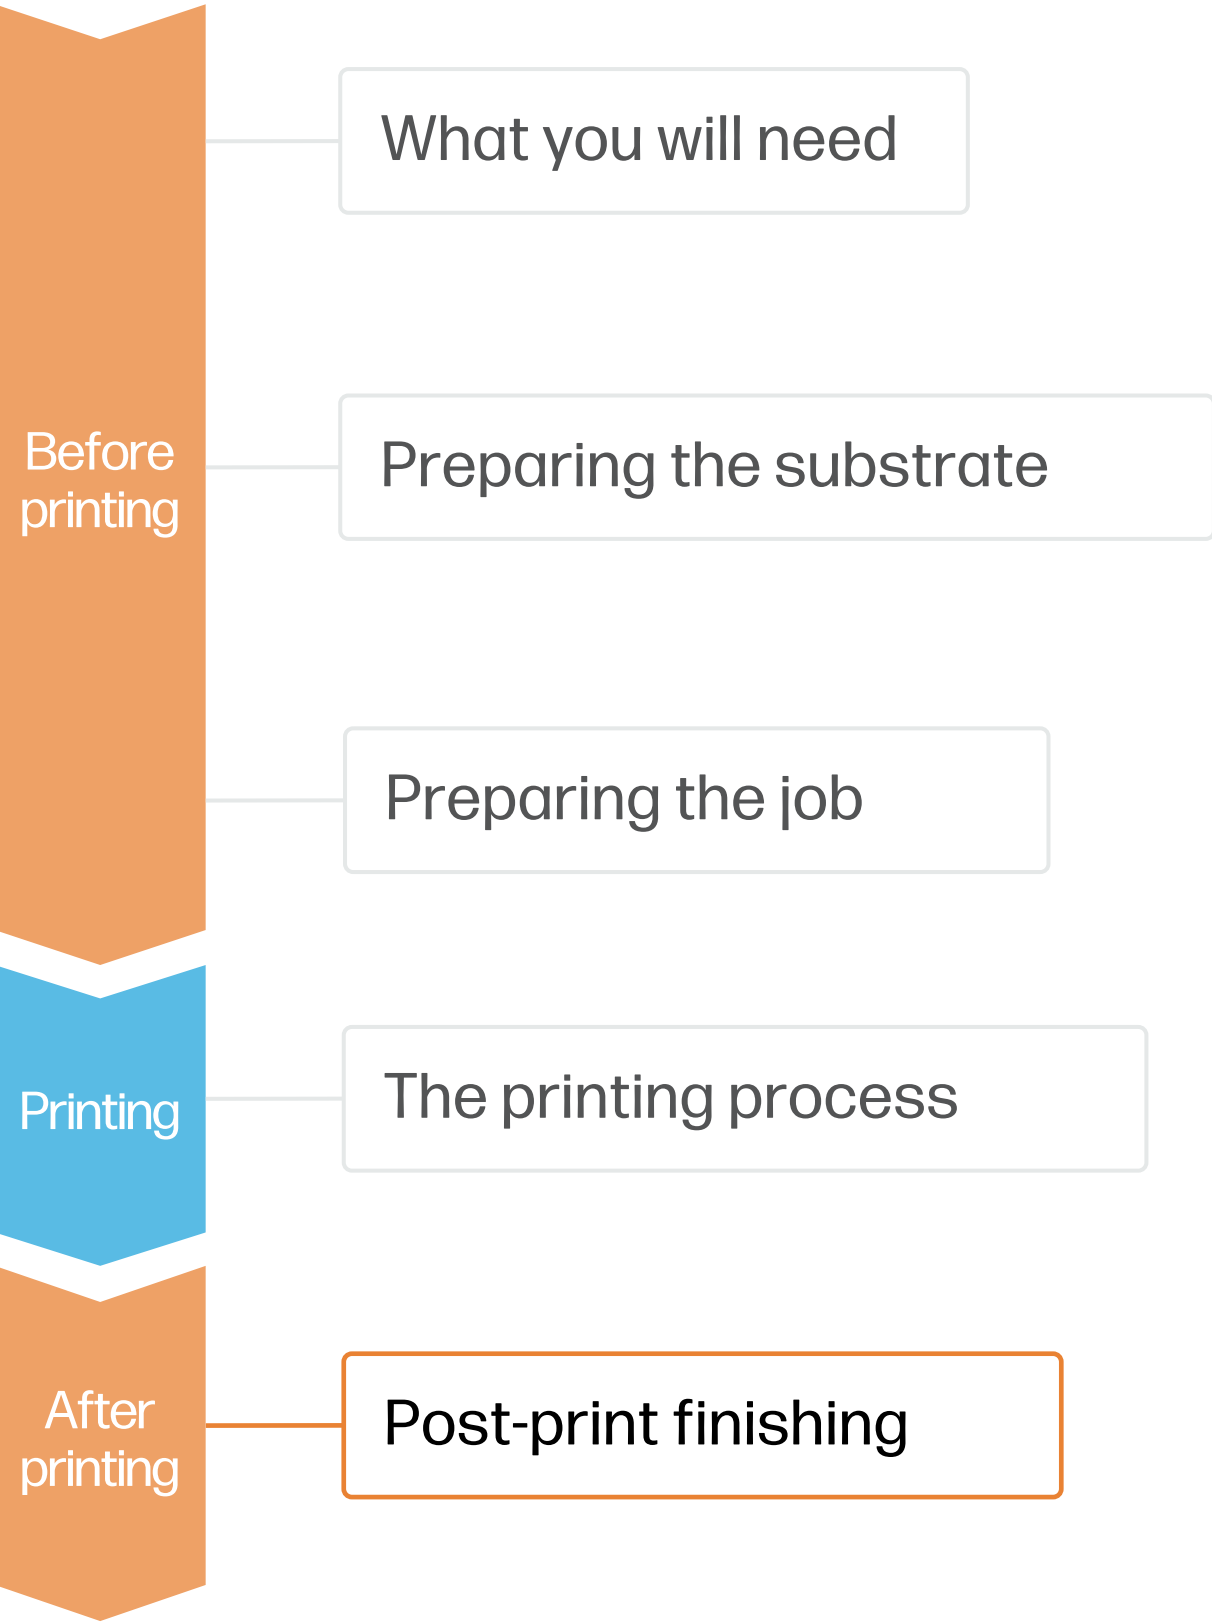 What you will need
Before
printing
Preparing the substrate
Preparing the job
Printing
The printing process
After
printing
Post-print finishing